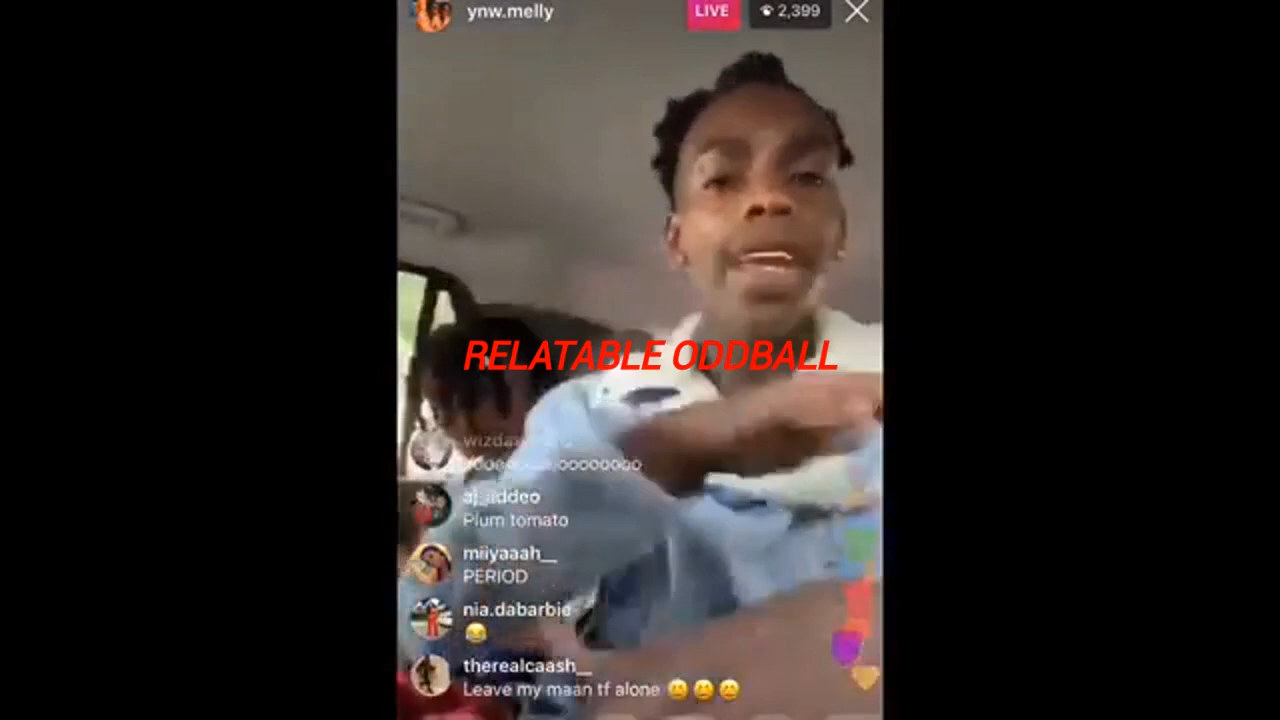 ynw.melly
LIVE
2,399
RELATABLE ODDBALL
aj_addeo
Plum tomato
miiyaaah__
PERIOD
nia.dabarbie
😂
therealcaash__
Leave my maan tf alone 😄😄😄